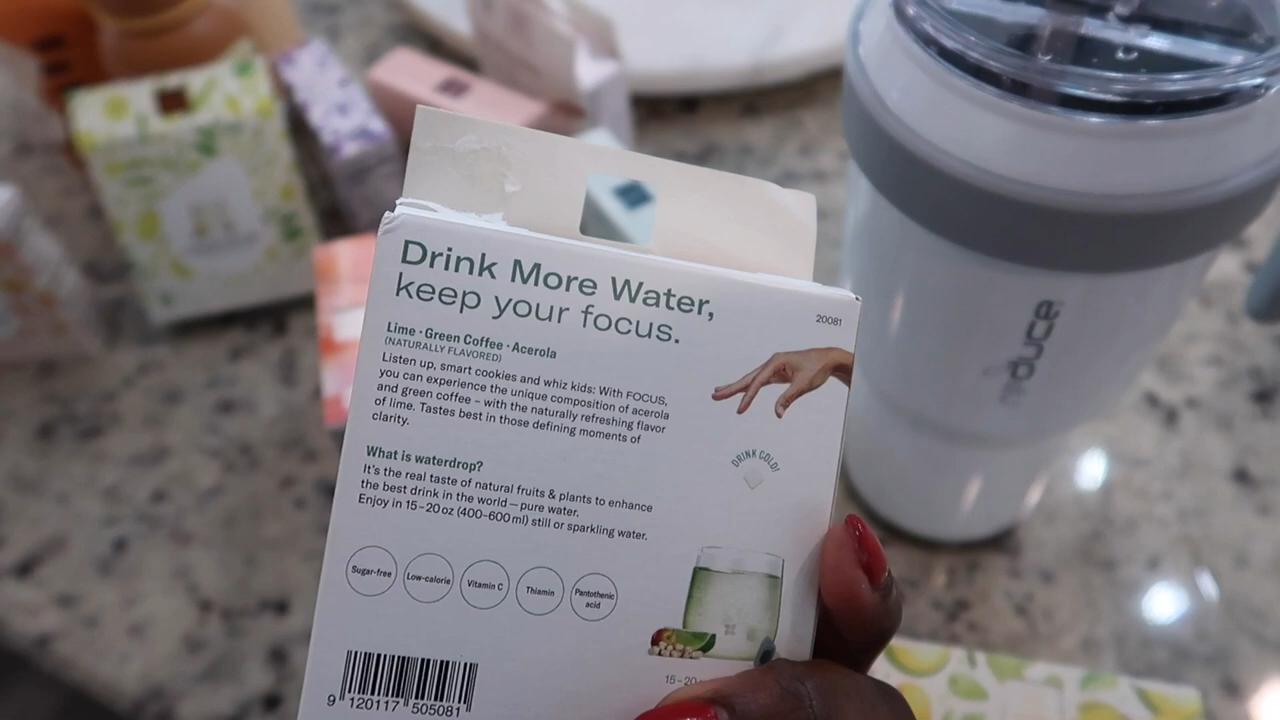 Drink More Water,
keep your focus.
20081
Lime · Green Coffee · Acerola
(NATURALLY FLAVORED)
Listen up, smart cookies and whiz kids: With FOCUS,
you can experience the unique composition of acerola
and green coffee – with the naturally refreshing flavor
of lime. Tastes best in those defining moments of
clarity.
DRINK COLD!
What is waterdrop?
It's the real taste of natural fruits & plants to enhance
the best drink in the world — pure water.
Enjoy in 15–20 oz (400–600 ml) still or sparkling water.
Sugar-free
Low-calorie
Vitamin C
Thiamin
Pantothenic
acid
15–20
9 120117 505081
reduce